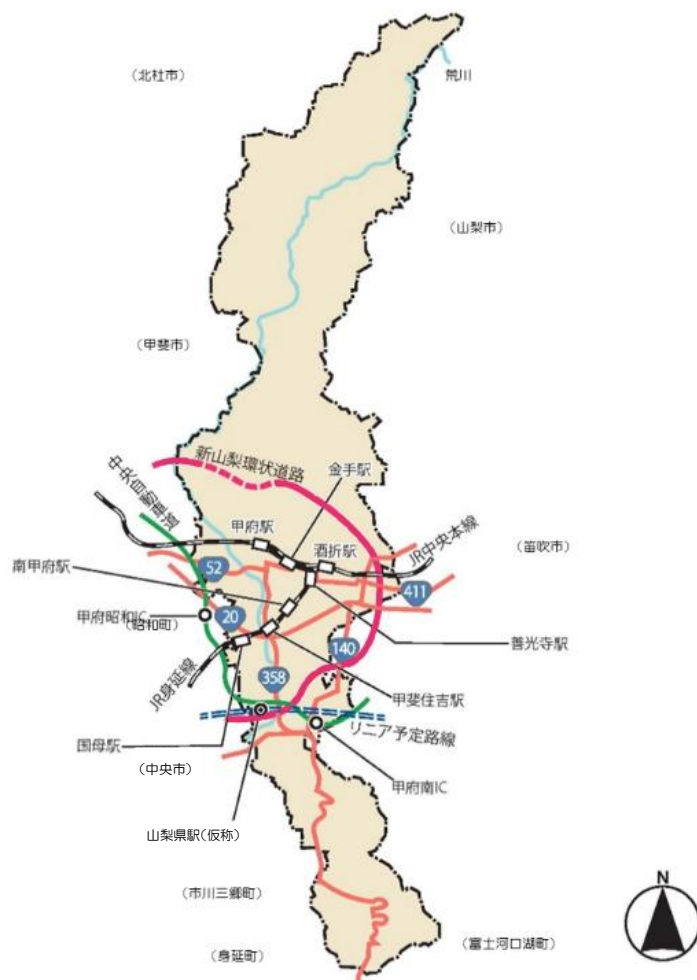 (北杜市)
荒川
(山梨市)
(甲斐市)
新山梨環状道路
金手駅
中央自動車道
甲府駅
酒折駅
JR中央本線
(笛吹市)
南甲府駅
52
411
甲府昭和IC
(昭和町)
20
善光寺駅
140
JR身延線
358
甲斐住吉駅
国母駅
リニア予定路線
(中央市)
甲府南IC
山梨県駅(仮称)
(市川三郷町)
N
(身延町)
(富士河口湖町)